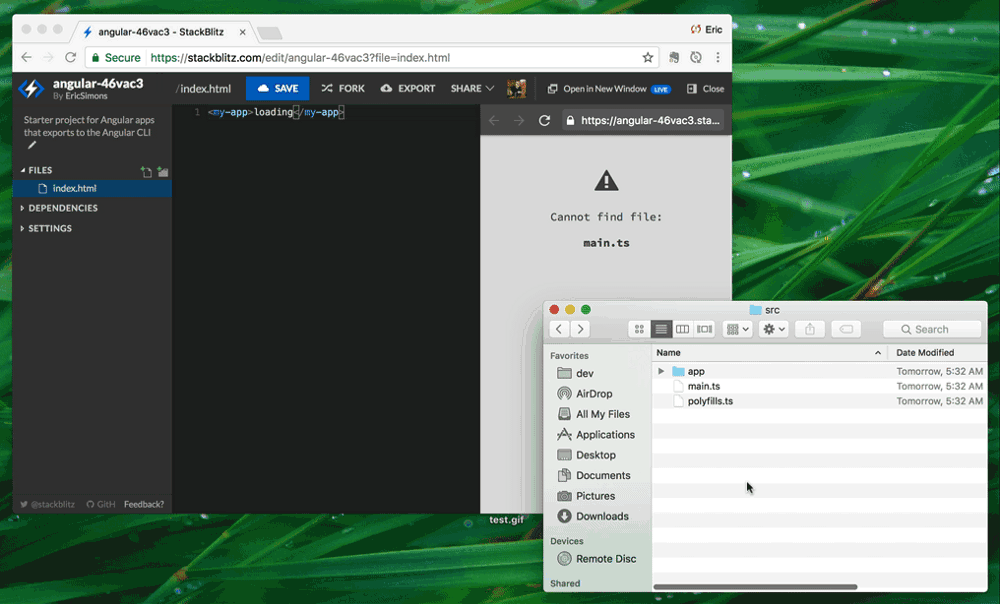 angular-46vac3 - StackBlitz
Eric
Secure https://stackblitz.com/edit/angular-46vac3?file=index.html
angular-46vac3
By EricSimons
/index.html
SAVE
FORK
EXPORT
SHARE
Open in New Window LIVE
Close
Starter project for Angular apps
that exports to the Angular CLI
FILES
index.html
DEPENDENCIES
SETTINGS
@stackblitz
GitH
Feedback?
1 <my-app>loading</my-app>
https://angular-46vac3.sta...
Cannot find file:
main.ts
test.gif
src
Search
Favorites
dev
AirDrop
All My Files
Applications
Desktop
Documents
Pictures
Downloads
Devices
Remote Disc
Shared
Name Date Modified
app Tomorrow, 5:32 AM
main.ts Tomorrow, 5:32 AM
polyfills.ts Tomorrow, 5:32 AM